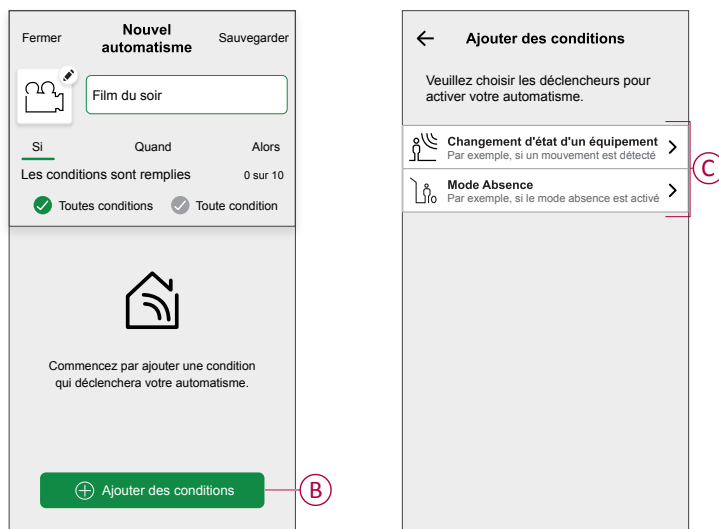 Fermer
Nouvel
automatisme
Sauvegarder
Film du soir
Si
Quand
Alors
Les conditions sont remplies
0 sur 10
Toutes conditions
Toute condition
Commencez par ajouter une condition
qui déclenchera votre automatisme.
Ajouter des conditions
B
Ajouter des conditions
Veuillez choisir les déclencheurs pour
activer votre automatisme.
Changement d'état d'un équipement
Par exemple, si un mouvement est détecté
Mode Absence
Par exemple, si le mode absence est activé
C